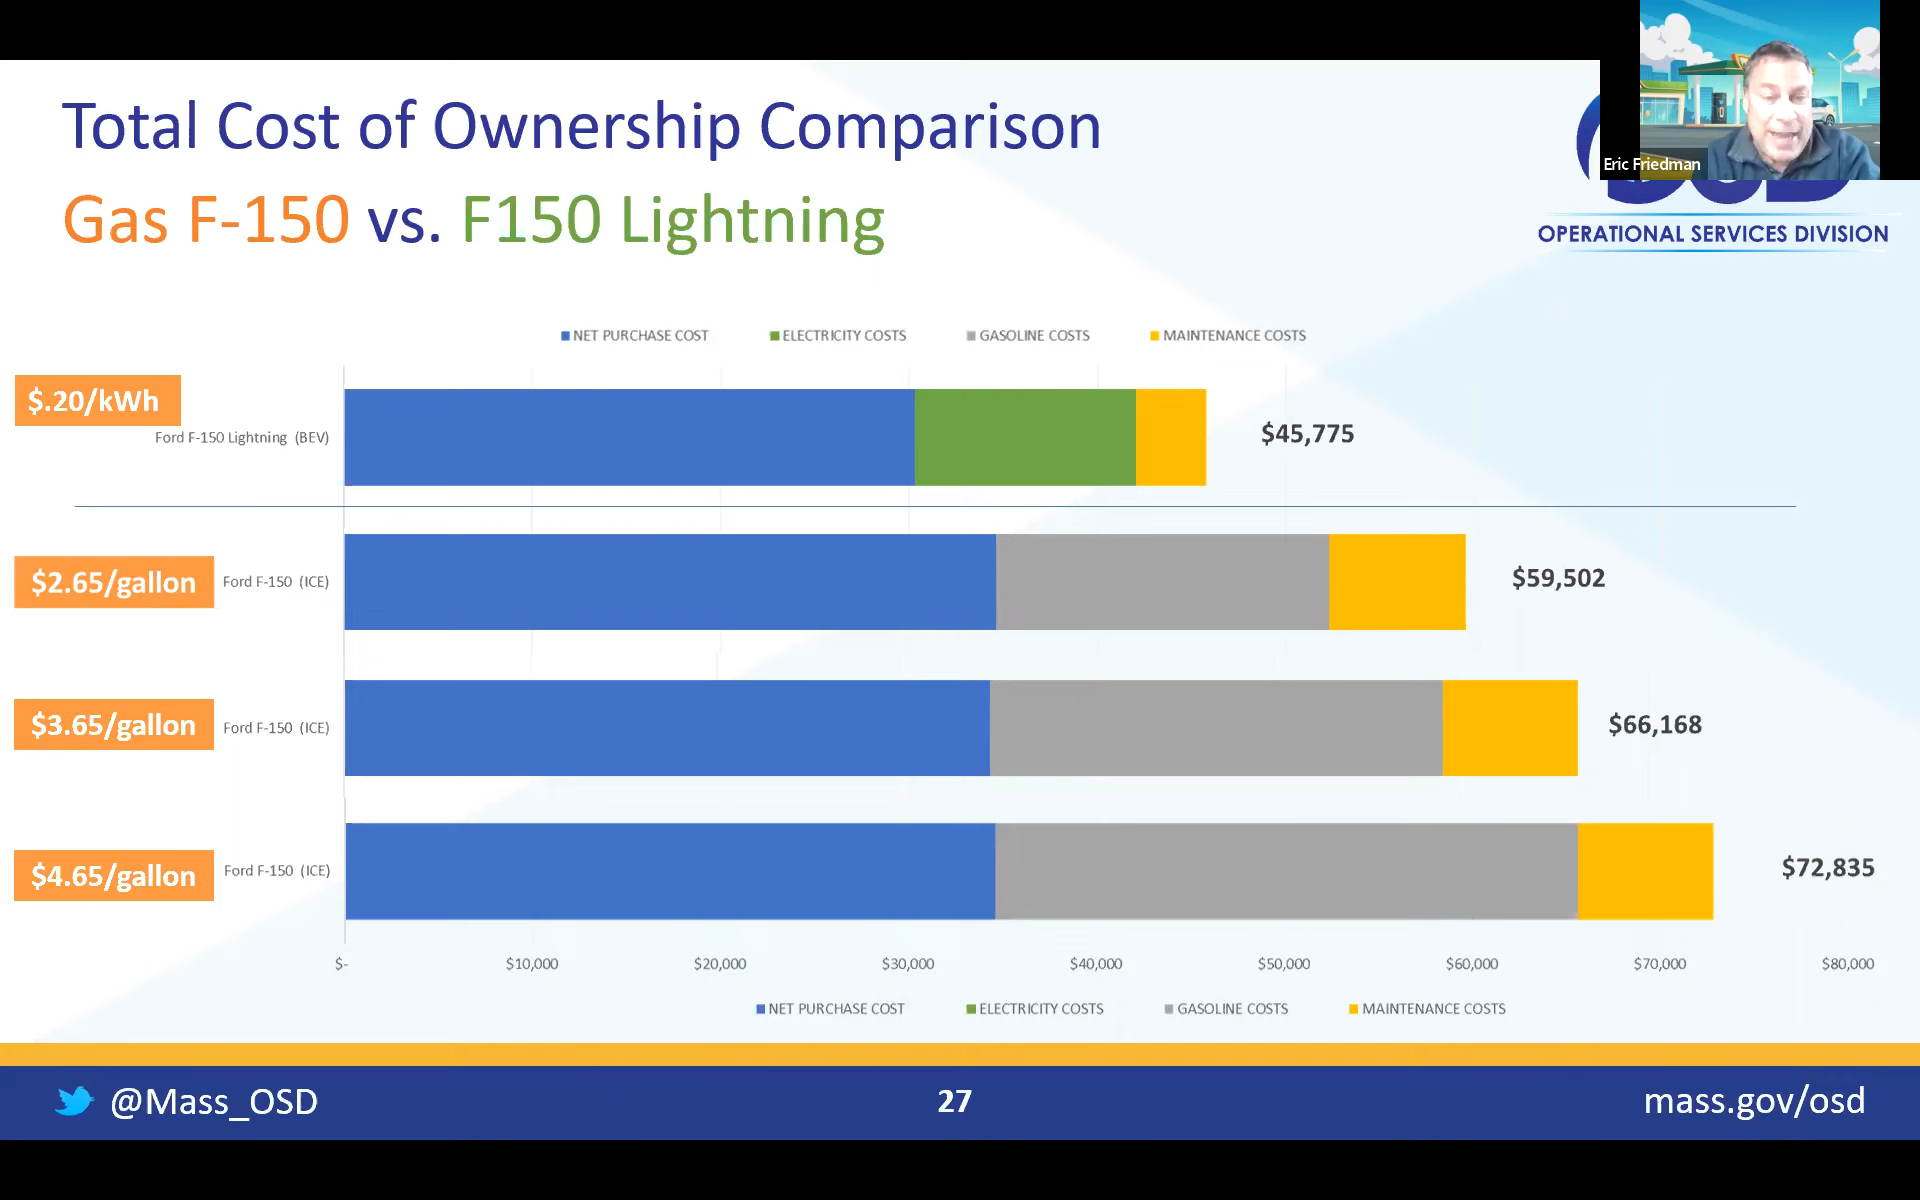 Eric Friedman
Total Cost of Ownership Comparison
Gas F-150 vs. F150 Lightning
OPERATIONAL SERVICES DIVISION
NET PURCHASE COST ELECTRICITY COSTS GASOLINE COSTS MAINTENANCE COSTS
$.20/kWh
Ford F-150 Lightning (BEV)
$45,775
$2.65/gallon Ford F-150 (ICE) $59,502
$3.65/gallon Ford F-150 (ICE) $66,168
$4.65/gallon Ford F-150 (ICE) $72,835
$- $10,000 $20,000 $30,000 $40,000 $50,000 $60,000 $70,000 $80,000
NET PURCHASE COST ELECTRICITY COSTS GASOLINE COSTS MAINTENANCE COSTS
@Mass_OSD 27 mass.gov/osd